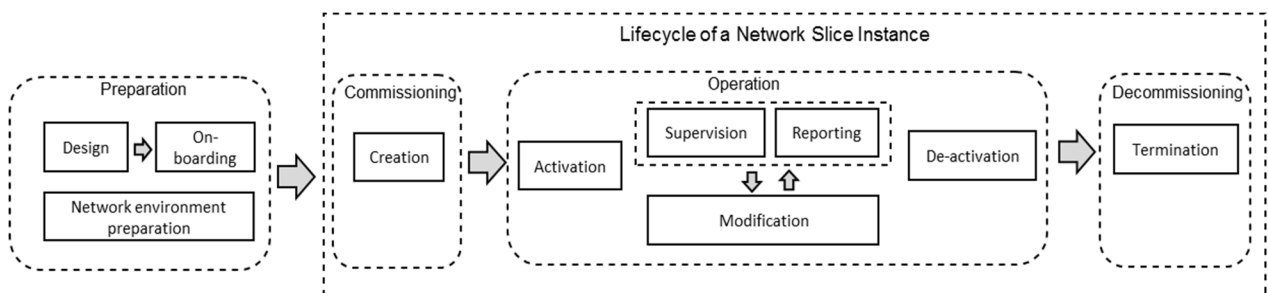 Lifecycle of a Network Slice Instance
Preparation
Design
On-
boarding
Network environment
preparation
Commissioning
Creation
Operation
Activation
Supervision
Reporting
Modification
De-activation
Decommissioning
Termination